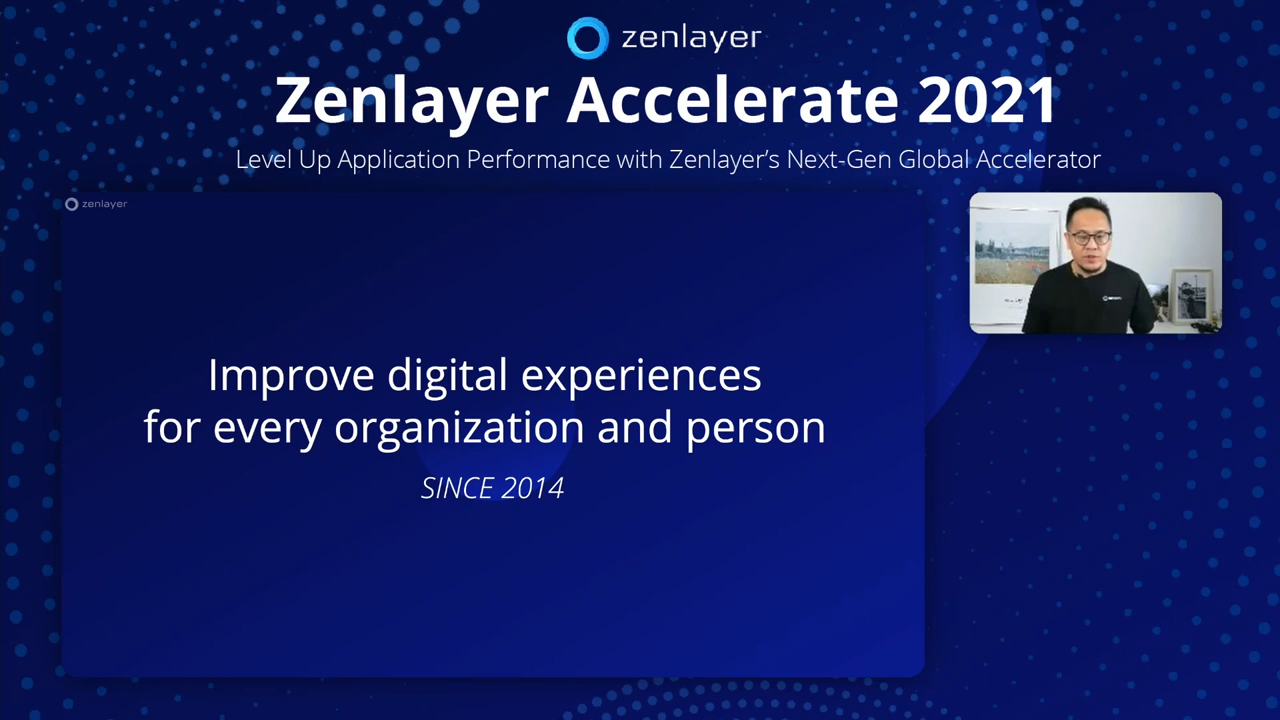 zenlayer
Zenlayer Accelerate 2021
Level Up Application Performance with Zenlayer’s Next-Gen Global Accelerator
zenlayer
Improve digital experiences
for every organization and person
SINCE 2014